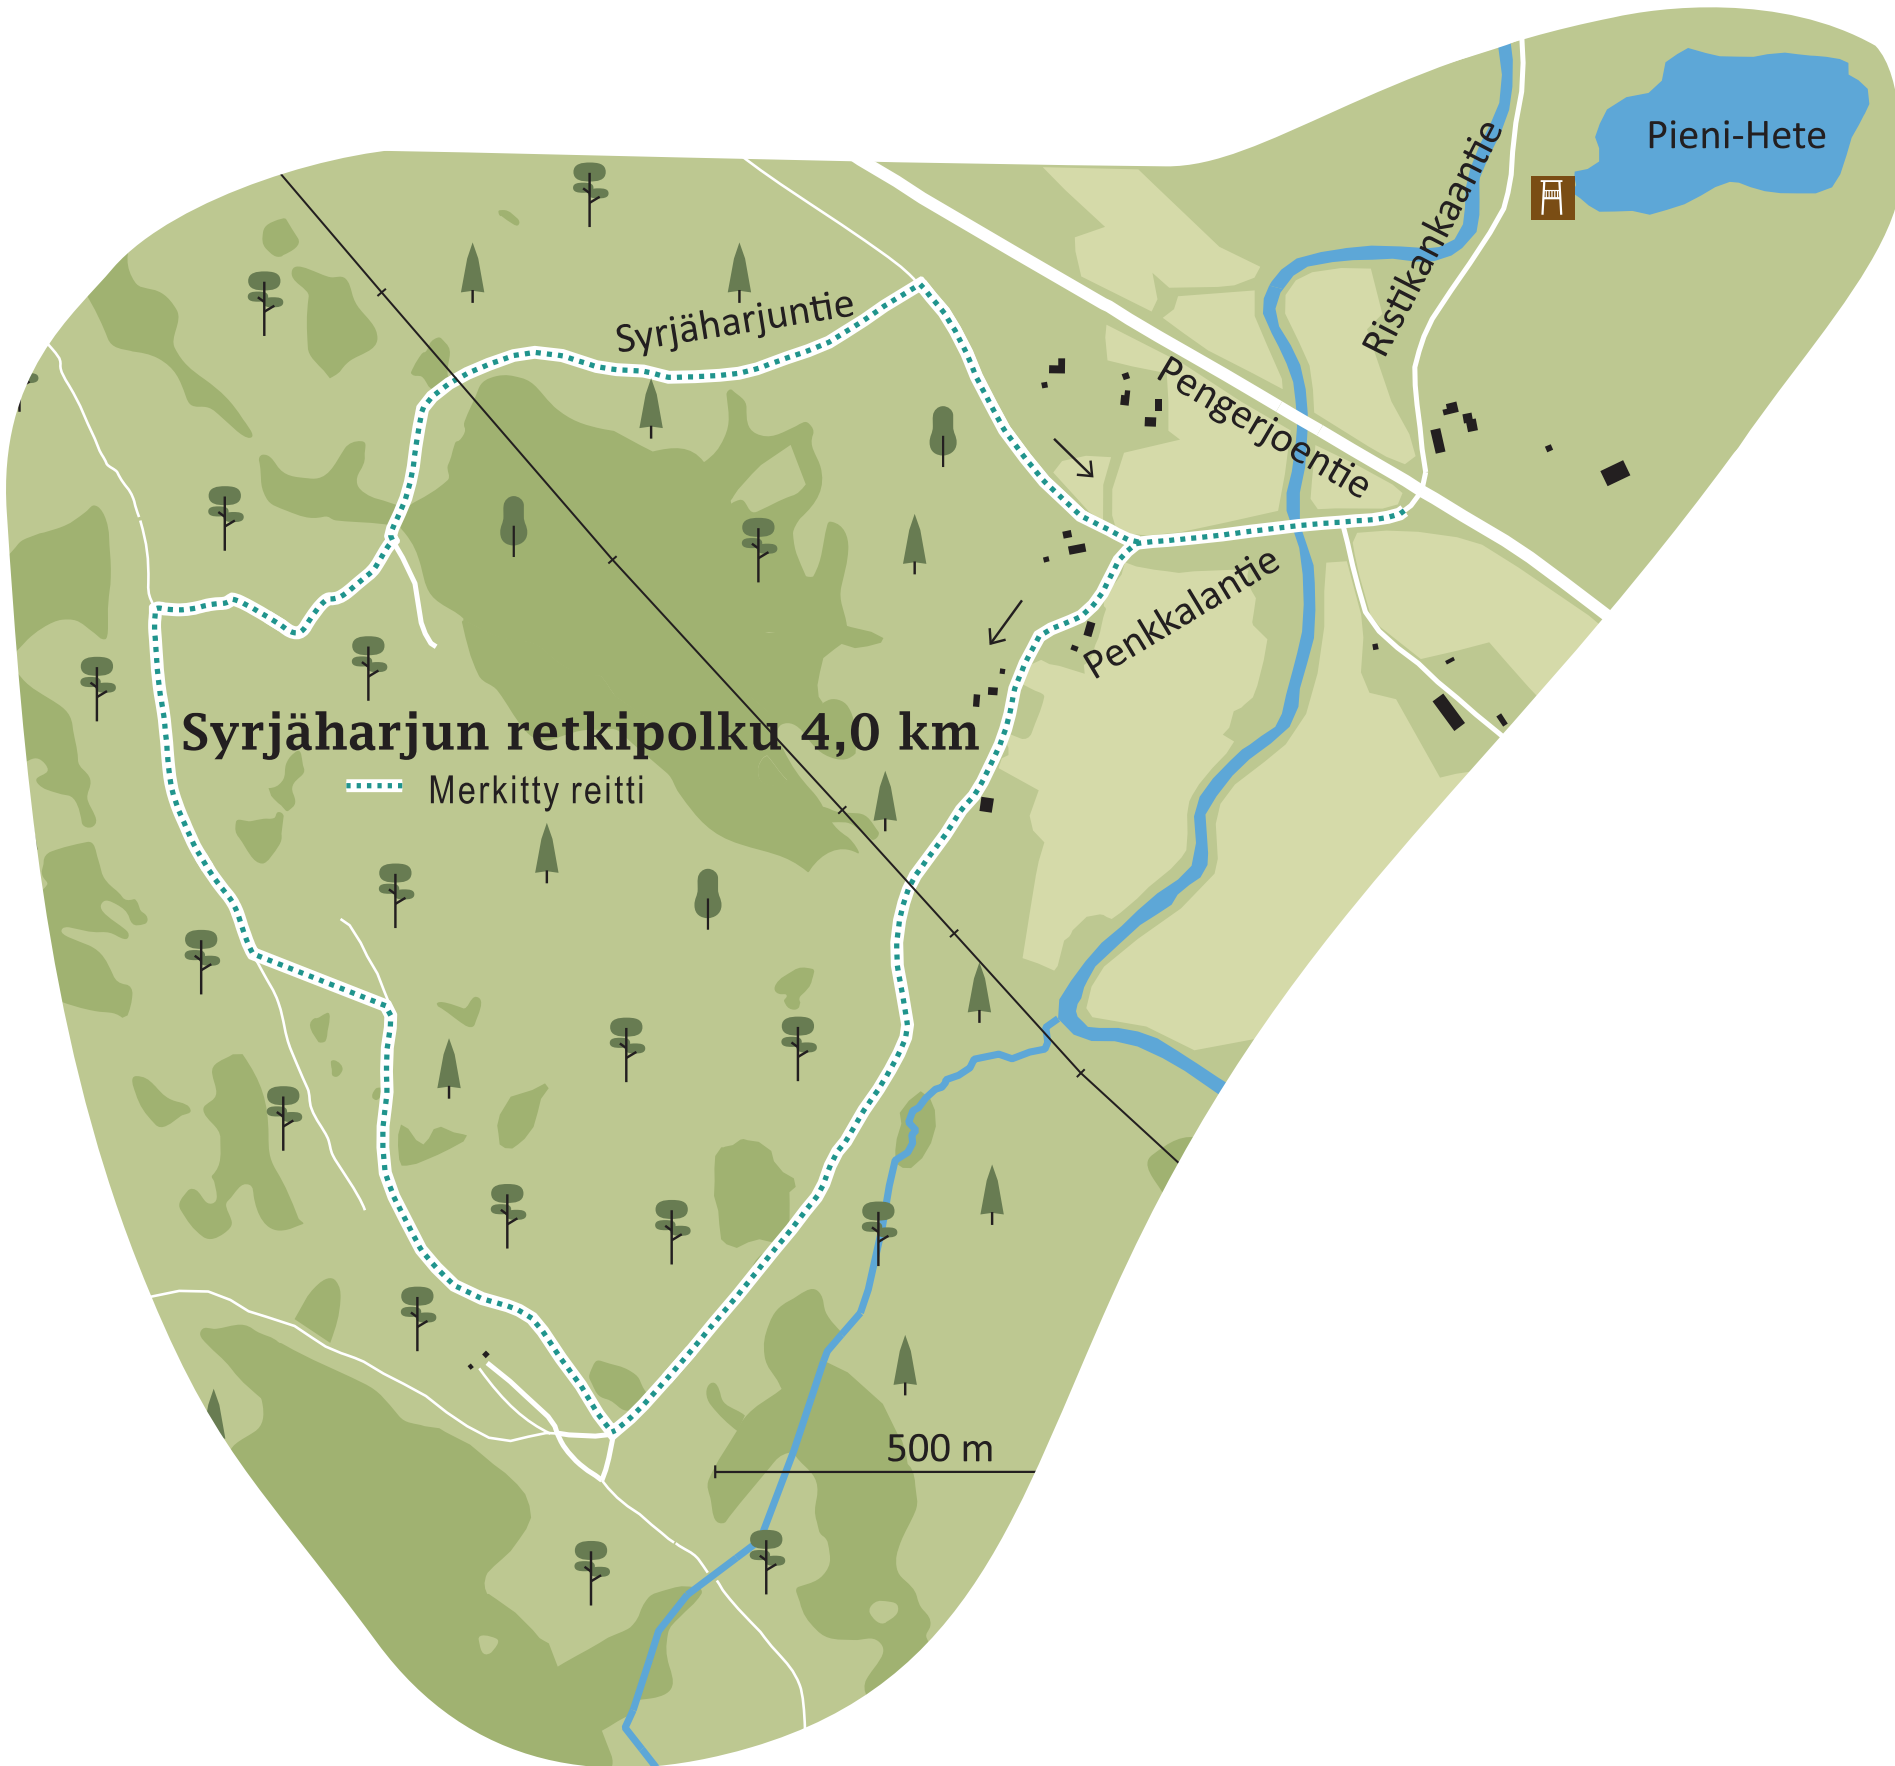 Pieni-Hete
Ristikankaantie
Syrjäharjuntie
Pengerjoentie
Penkkalantie
Syrjäharjun retkipolku 4,0 km
Merkitty reitti
500 m